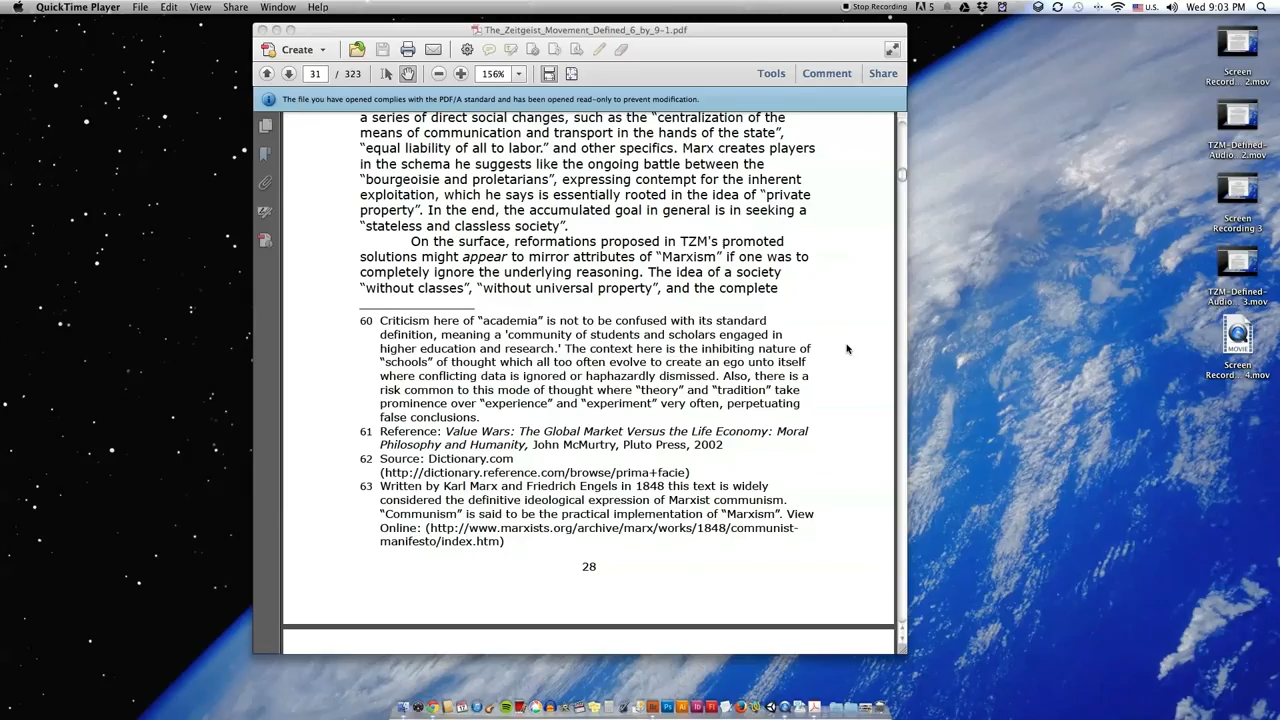 QuickTime Player File Edit View Share Window Help
Stop Recording 5 U.S. Wed 9:03 PM
The_Zeitgeist_Movement_Defined_6_by_9-1.pdf
Create
31 / 323 156% Tools Comment Share
The file you have opened complies with the PDF/A standard and has been opened read-only to prevent modification.
a series of direct social changes, such as the “centralization of the
means of communication and transport in the hands of the state”,
“equal liability of all to labor.” and other specifics. Marx creates players
in the schema he suggests like the ongoing battle between the
“bourgeoisie and proletarians”, expressing contempt for the inherent
exploitation, which he says is essentially rooted in the idea of “private
property”. In the end, the accumulated goal in general is in seeking a
“stateless and classless society”.
On the surface, reformations proposed in TZM's promoted
solutions might appear to mirror attributes of “Marxism” if one was to
completely ignore the underlying reasoning. The idea of a society
“without classes”, “without universal property”, and the complete
60 Criticism here of “academia” is not to be confused with its standard
definition, meaning a 'community of students and scholars engaged in
higher education and research.' The context here is the inhibiting nature of
“schools” of thought which all too often evolve to create an ego unto itself
where conflicting data is ignored or haphazardly dismissed. Also, there is a
risk common to this mode of thought where “theory” and “tradition” take
prominence over “experience” and “experiment” very often, perpetuating
false conclusions.
61 Reference: Value Wars: The Global Market Versus the Life Economy: Moral
Philosophy and Humanity, John McMurtry, Pluto Press, 2002
62 Source: Dictionary.com
(http://dictionary.reference.com/browse/prima+facie)
63 Written by Karl Marx and Friedrich Engels in 1848 this text is widely
considered the definitive ideological expression of Marxist communism.
“Communism” is said to be the practical implementation of “Marxism”. View
Online: (http://www.marxists.org/archive/marx/works/1848/communist-
manifesto/index.htm)
28
Screen
Record... 2.mov
TZM-Defined-
Audio...2.mov
Screen
Recording 3
TZM-Defined-
Audio... 3.mov
MOVIE
Screen
Record... 4.mov